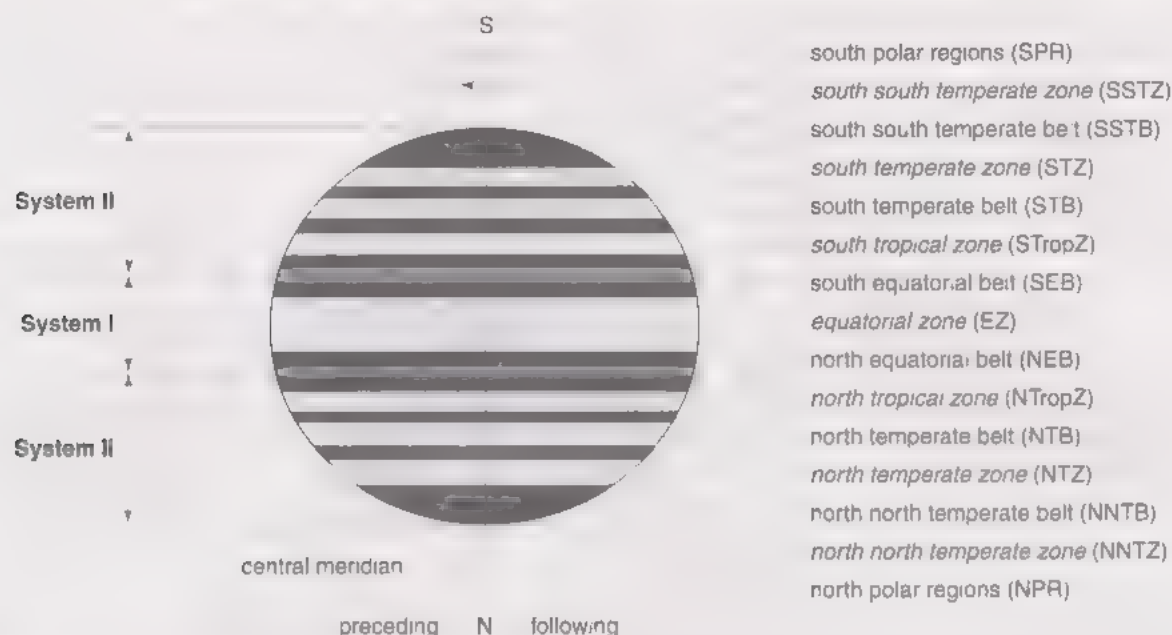 S
south polar regions (SPR)
south south temperate zone (SSTZ)
south south temperate belt (SSTB)
south temperate zone (STZ)
System II
south temperate belt (STB)
south tropical zone (STropZ)
south equatorial belt (SEB)
System I
equatorial zone (EZ)
north equatorial belt (NEB)
north tropical zone (NTropZ)
north temperate belt (NTB)
System II
north temperate zone (NTZ)
north north temperate belt (NNTB)
north north temperate zone (NNTZ)
central meridian
north polar regions (NPR)
preceding N following